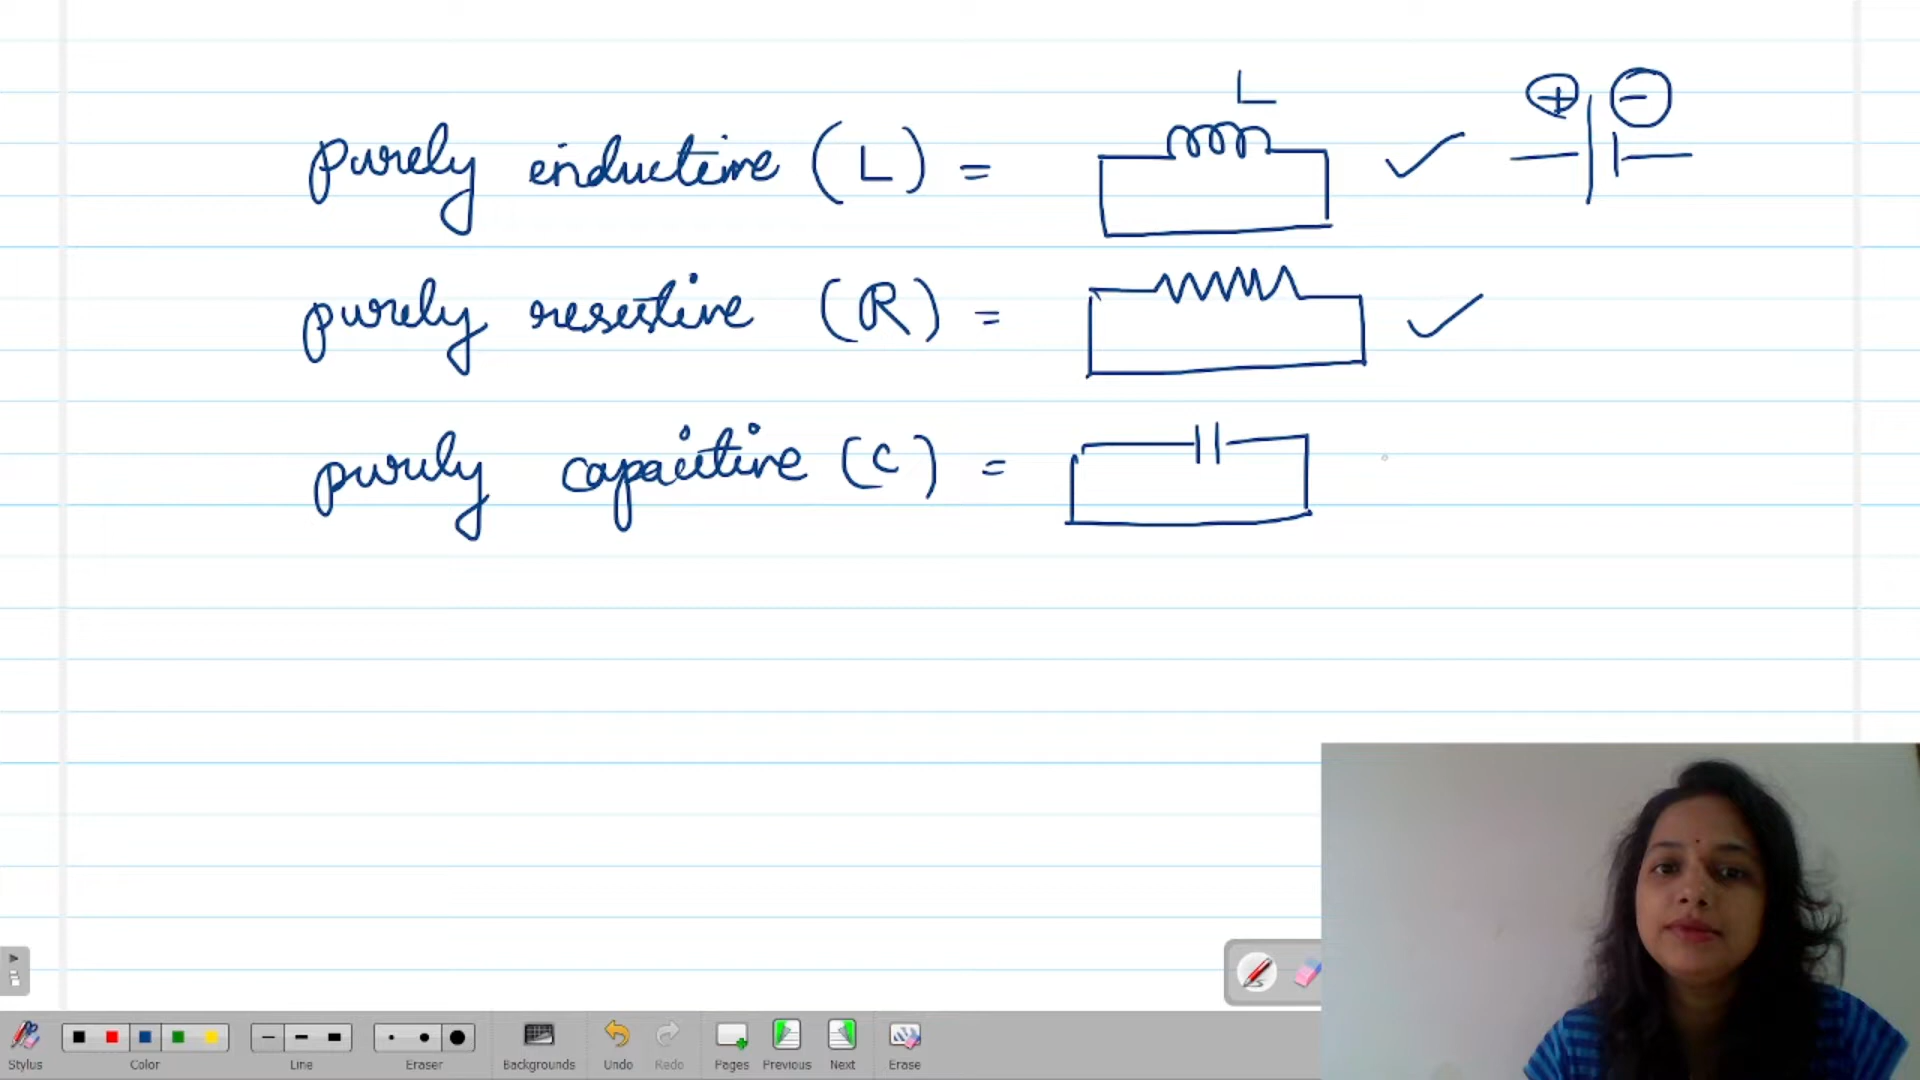 L
+ -
purely inductive (L) =
purely resistive (R) =
purely capacitive (C) =
Stylus Color Line Eraser Backgrounds Undo Redo Pages Previous Next Erase